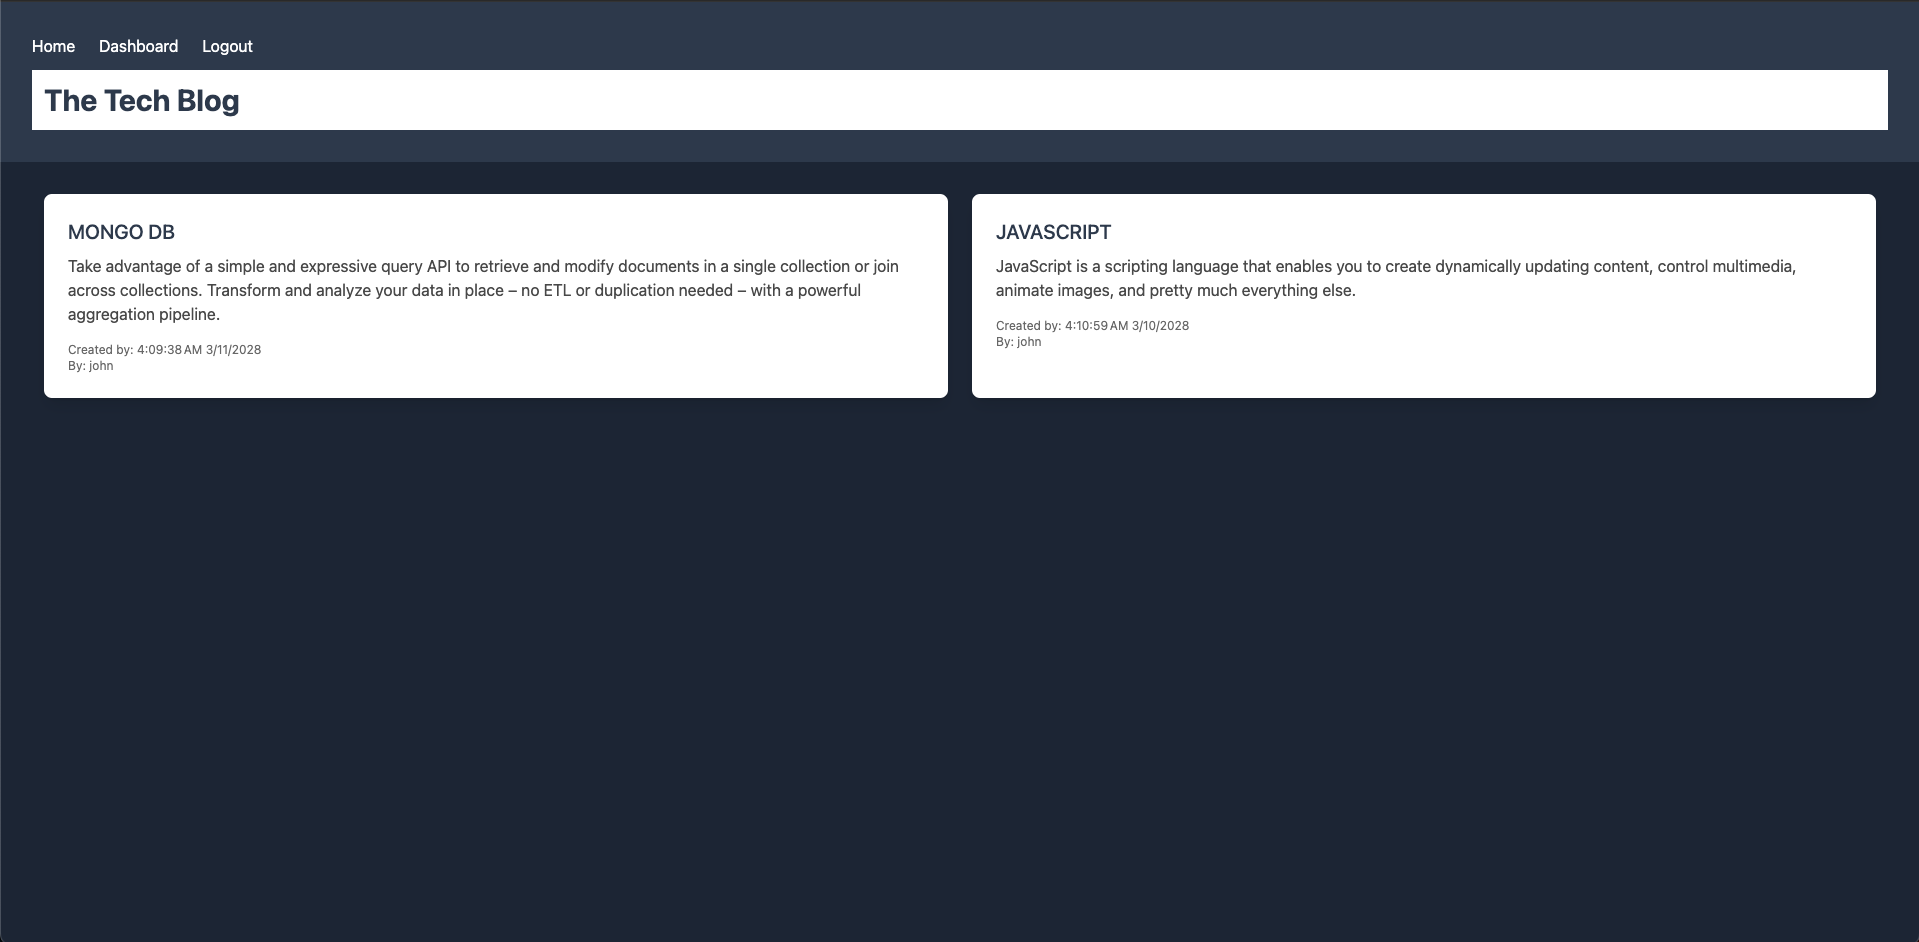 Home Dashboard Logout
The Tech Blog
MONGO DB
Take advantage of a simple and expressive query API to retrieve and modify documents in a single collection or join
across collections. Transform and analyze your data in place – no ETL or duplication needed – with a powerful
aggregation pipeline.
Created by: 4:09:38 AM 3/11/2028
By: john
JAVASCRIPT
JavaScript is a scripting language that enables you to create dynamically updating content, control multimedia,
animate images, and pretty much everything else.
Created by: 4:10:59 AM 3/10/2028
By: john